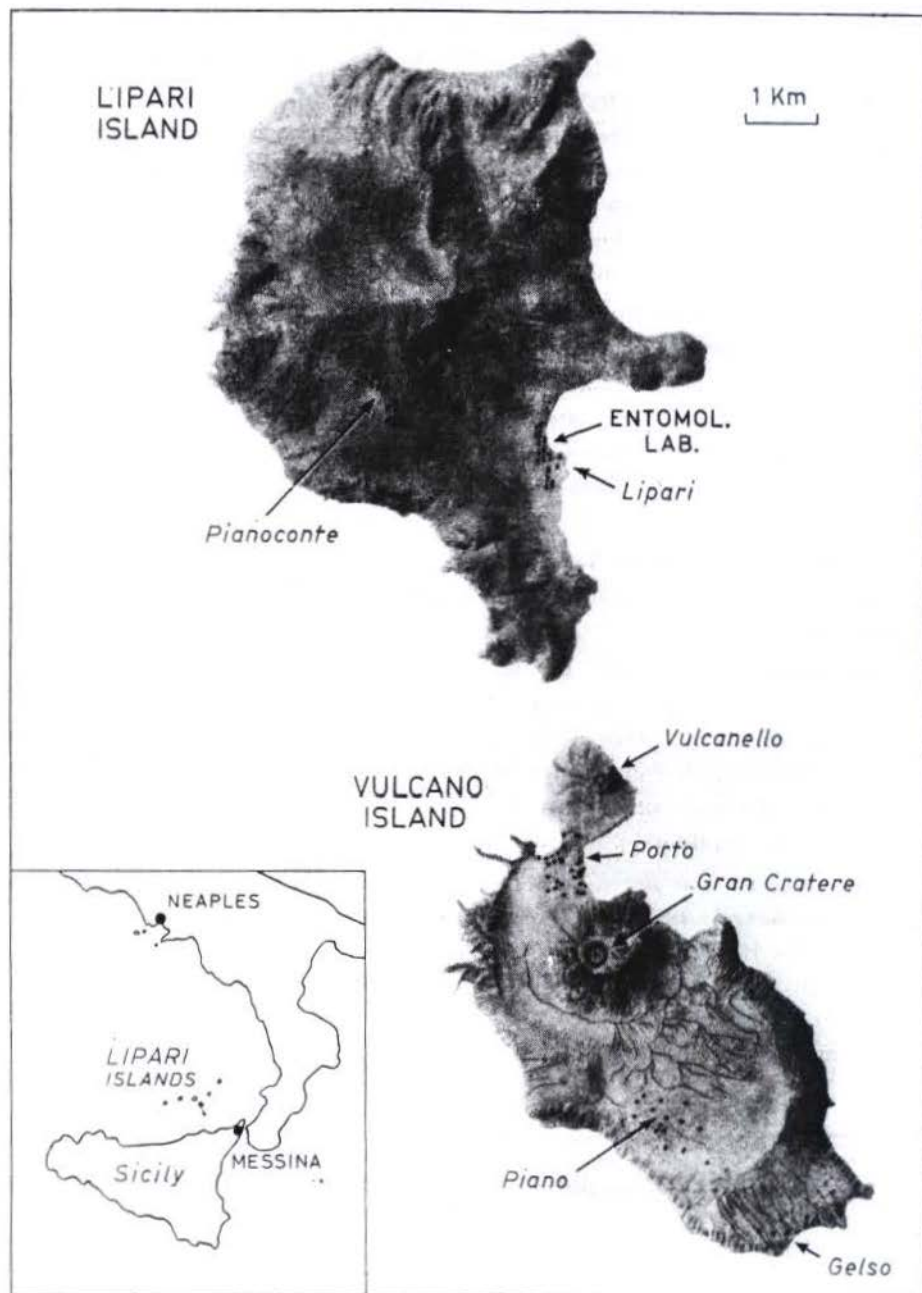 LIPARI
ISLAND
1 Km
ENTOMOL.
LAB.
Lipari
Pianoconte
Vulcanello
VULCANO
ISLAND
Porto
Gran Cratere
NEAPLES
LIPARI
ISLANDS
MESSINA
Sicily
Piano
Gelso